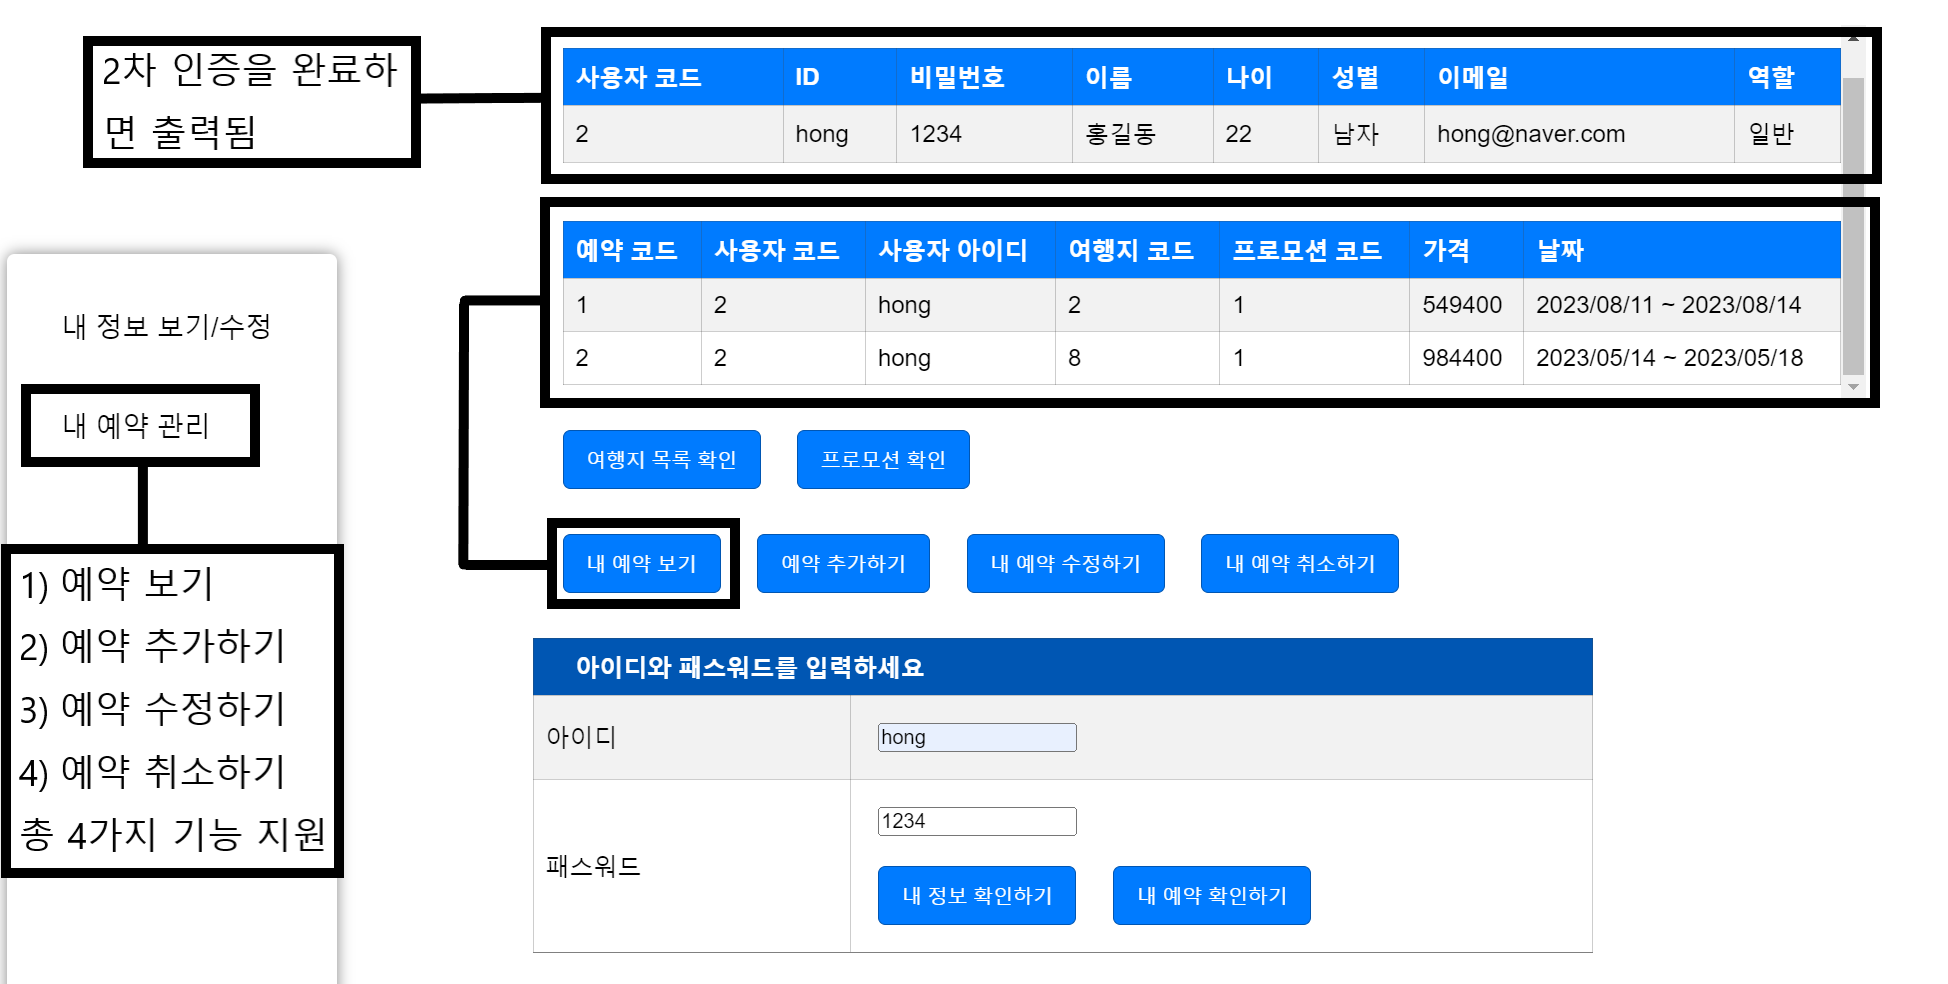 2차 인증을 완료하
면 출력됨
사용자 코드 ID 비밀번호 이름 나이 성별 이메일 역할
2 hong 1234 홍길동 22 남자 hong@naver.com 일반
예약 코드 사용자 코드 사용자 아이디 여행지 코드 프로모션 코드 가격 날짜
1 2 hong 2 1 549400 2023/08/11 ~ 2023/08/14
2 2 hong 8 1 984400 2023/05/14 ~ 2023/05/18
내 정보 보기/수정
내 예약 관리
1) 예약 보기
2) 예약 추가하기
3) 예약 수정하기
4) 예약 취소하기
총 4가지 기능 지원
여행지 목록 확인 프로모션 확인
내 예약 보기 예약 추가하기 내 예약 수정하기 내 예약 취소하기
아이디와 패스워드를 입력하세요
아이디 hong
패스워드 1234
내 정보 확인하기 내 예약 확인하기